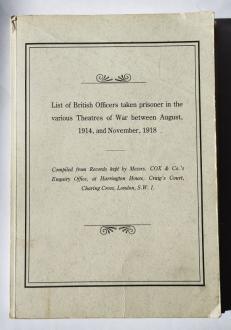 List of British Officers taken prisoner in the
various Theatres of War between August,
1914, and November, 1918
Compiled from Records kept by Messrs. COX & Co.'s
Enquiry Office, at Harrington House, Craig's Court,
Charing Cross, London, S.W. 1.